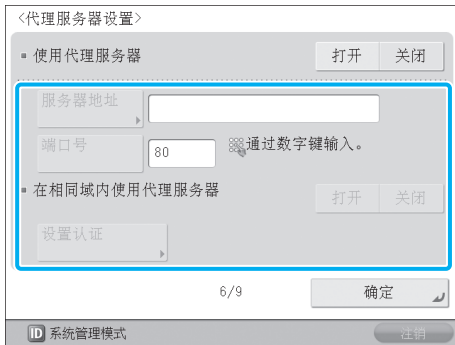 <代理服务器设置>
▪ 使用代理服务器 打开 关闭
服务器地址
端口号 80 通过数字键输入。
▪ 在相同域内使用代理服务器 打开 关闭
设置认证
6/9 确定
ID 系统管理模式 注销